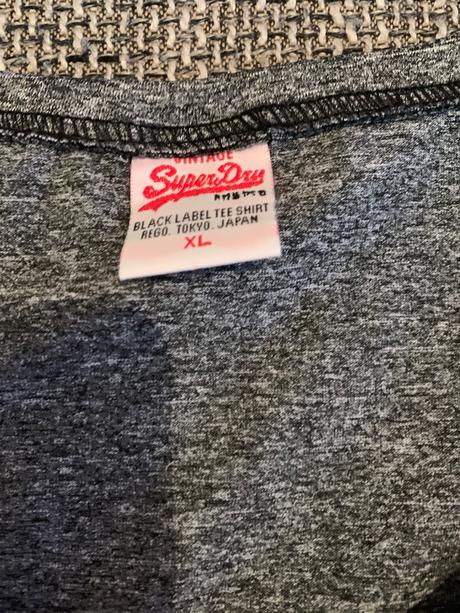 VINTAGE
SuperDry
BLACK LABEL TEE SHIRT
REGD. TOKYO. JAPAN
XL